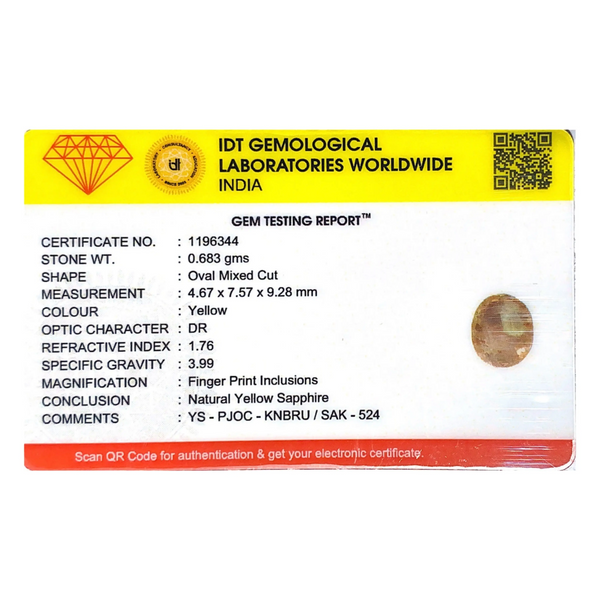 IDT GEMOLOGICAL
LABORATORIES WORLDWIDE
INDIA
idt
GEM TESTING REPORT™
CERTIFICATE NO. : 1196344
STONE WT. : 0.683 gms
SHAPE : Oval Mixed Cut
MEASUREMENT : 4.67 x 7.57 x 9.28 mm
COLOUR : Yellow
OPTIC CHARACTER : DR
REFRACTIVE INDEX : 1.76
SPECIFIC GRAVITY : 3.99
MAGNIFICATION : Finger Print Inclusions
CONCLUSION : Natural Yellow Sapphire
COMMENTS : YS - PJOC - KNBRU / SAK - 524
Scan QR Code for authentication & get your electronic certificate.